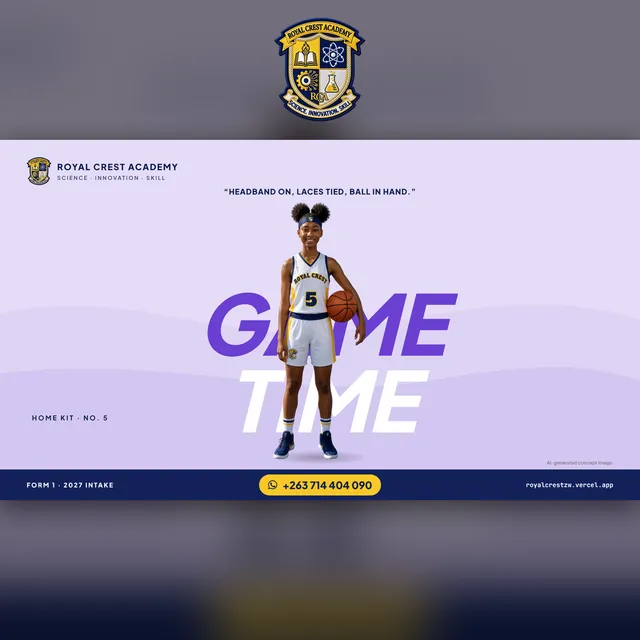 ROYAL CREST ACADEMY
RCA
SCIENCE, INNOVATION, SKILL
ROYAL CREST ACADEMY
SCIENCE · INNOVATION · SKILL
"HEADBAND ON, LACES TIED, BALL IN HAND."
ROYAL CREST
5
GAME
TIME
HOME KIT · NO. 5
AI-generated concept image.
FORM 1 · 2027 INTAKE
+263 714 404 090
royalcrestzw.vercel.app